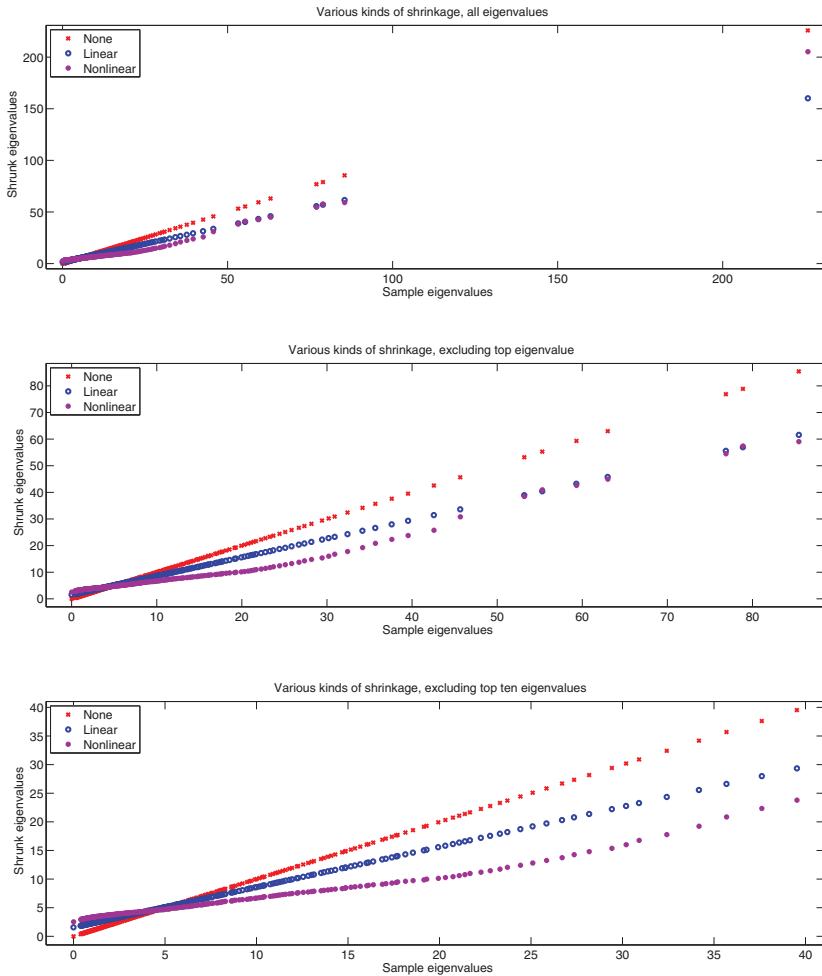 Various kinds of shrinkage, all eigenvalues
None
Linear
Nonlinear
Shrunk eigenvalues
200
150
100
50
0
0 50 100 150 200
Sample eigenvalues
Various kinds of shrinkage, excluding top eigenvalue
None
Linear
Nonlinear
Shrunk eigenvalues
80
70
60
50
40
30
20
10
0
0 10 20 30 40 50 60 70 80
Sample eigenvalues
Various kinds of shrinkage, excluding top ten eigenvalues
None
Linear
Nonlinear
Shrunk eigenvalues
40
35
30
25
20
15
10
5
0
0 5 10 15 20 25 30 35 40
Sample eigenvalues